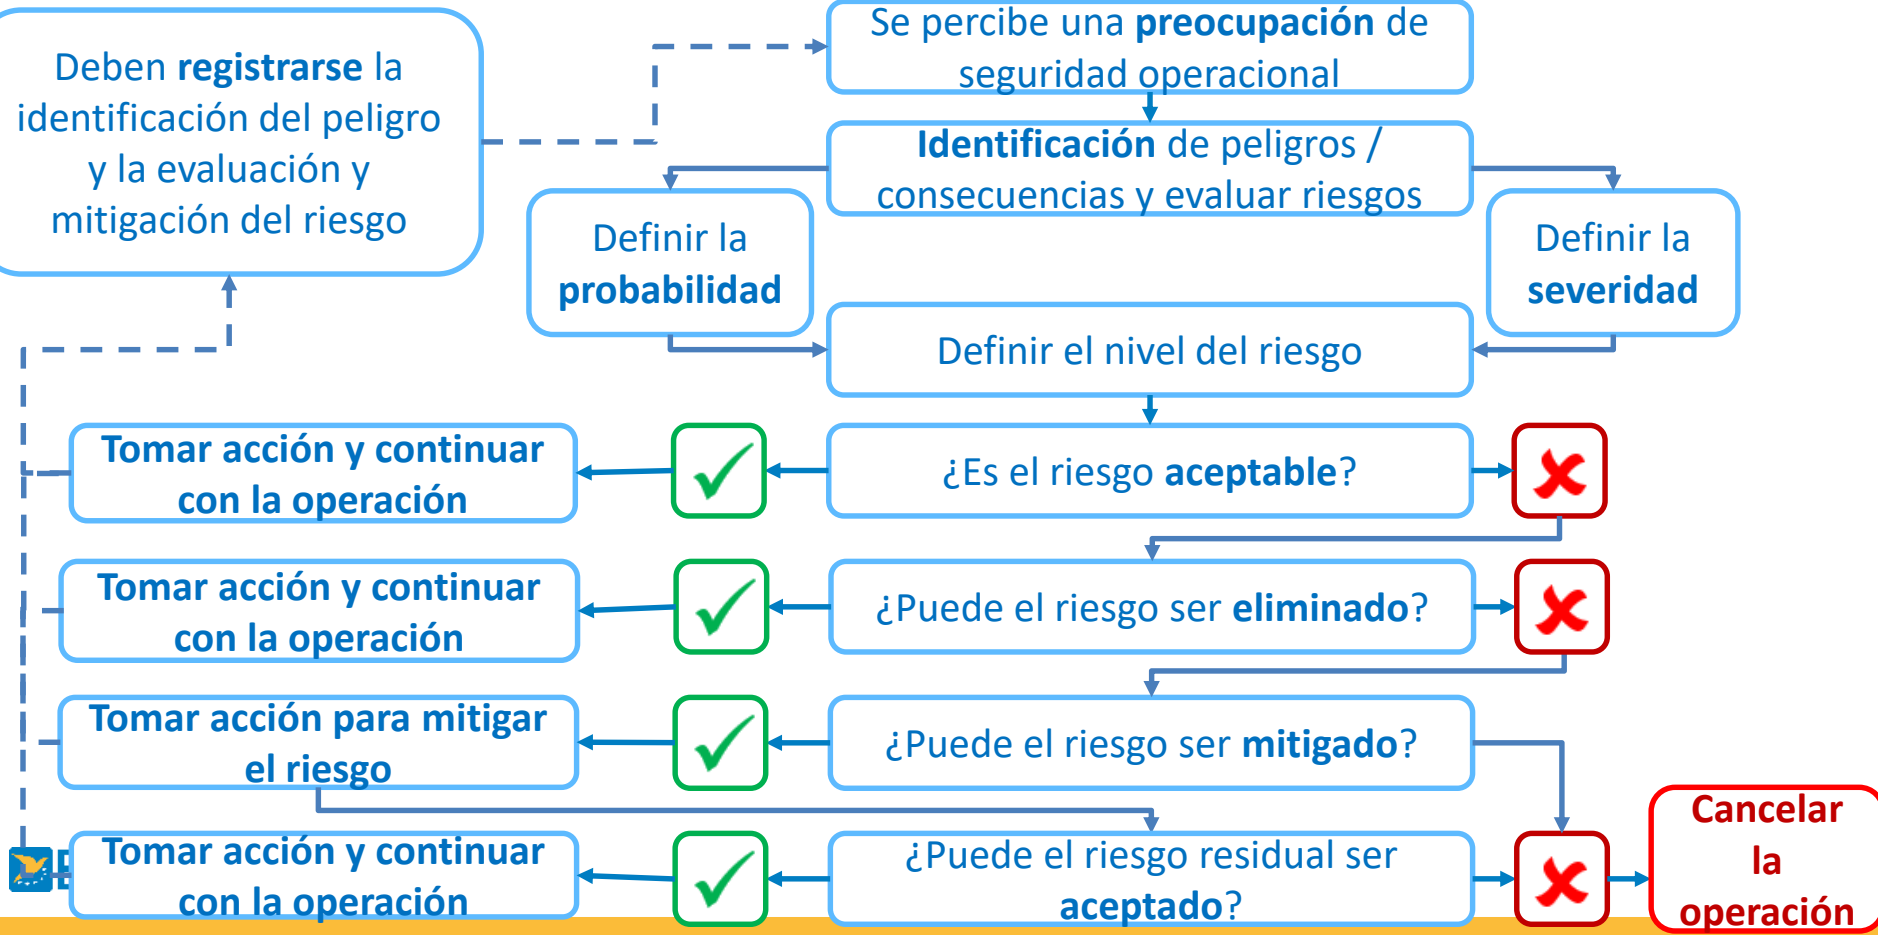 Deben registrarse la
identificación del peligro
y la evaluación y
mitigación del riesgo
Se percibe una preocupación de
seguridad operacional
Identificación de peligros /
consecuencias y evaluar riesgos
Definir la
probabilidad
Definir la
severidad
Definir el nivel del riesgo
Tomar acción y continuar
con la operación
¿Es el riesgo aceptable?
Tomar acción y continuar
con la operación
¿Puede el riesgo ser eliminado?
Tomar acción para mitigar
el riesgo
¿Puede el riesgo ser mitigado?
Tomar acción y continuar
con la operación
¿Puede el riesgo residual ser
aceptado?
Cancelar
la
operación